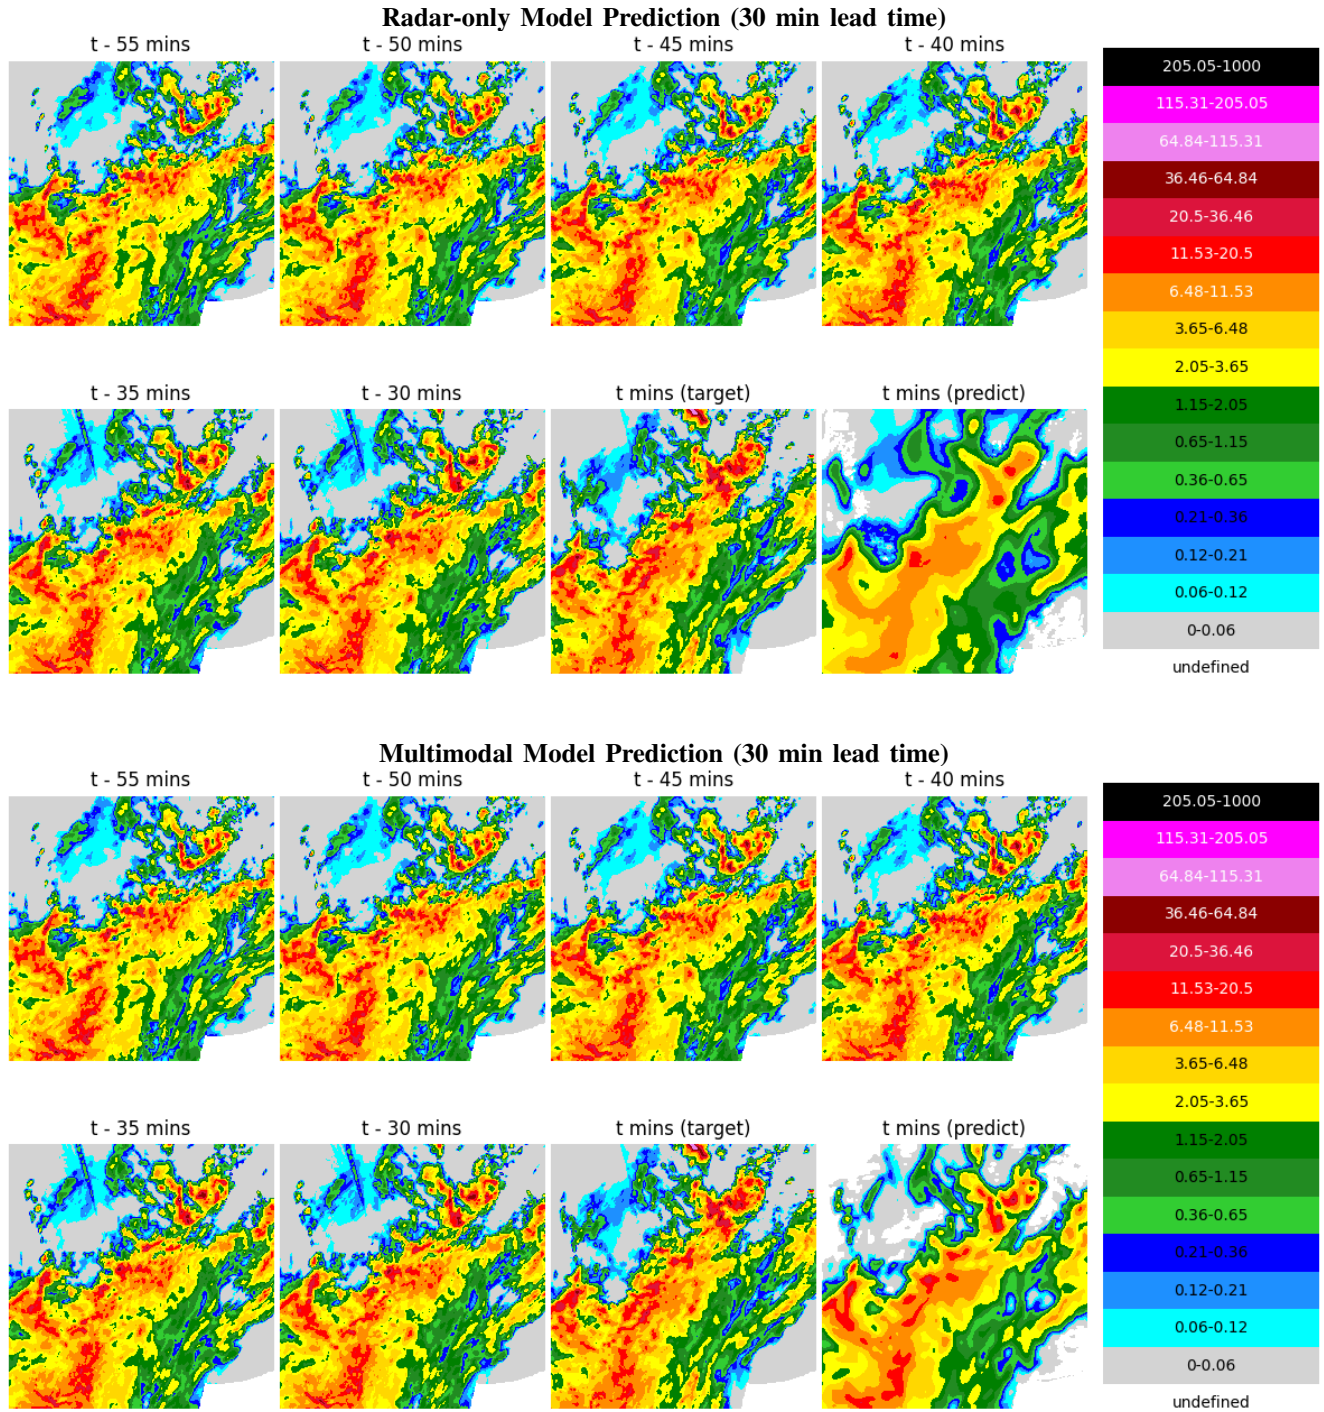 Radar-only Model Prediction (30 min lead time)
t - 55 mins
t - 50 mins
t - 45 mins
t - 40 mins
205.05-1000
115.31-205.05
64.84-115.31
36.46-64.84
20.5-36.46
11.53-20.5
6.48-11.53
3.65-6.48
2.05-3.65
1.15-2.05
0.65-1.15
0.36-0.65
0.21-0.36
0.12-0.21
0.06-0.12
0-0.06
undefined
t - 35 mins
t - 30 mins
t mins (target)
t mins (predict)
Multimodal Model Prediction (30 min lead time)
t - 55 mins
t - 50 mins
t - 45 mins
t - 40 mins
205.05-1000
115.31-205.05
64.84-115.31
36.46-64.84
20.5-36.46
11.53-20.5
6.48-11.53
3.65-6.48
2.05-3.65
1.15-2.05
0.65-1.15
0.36-0.65
0.21-0.36
0.12-0.21
0.06-0.12
0-0.06
undefined
t - 35 mins
t - 30 mins
t mins (target)
t mins (predict)